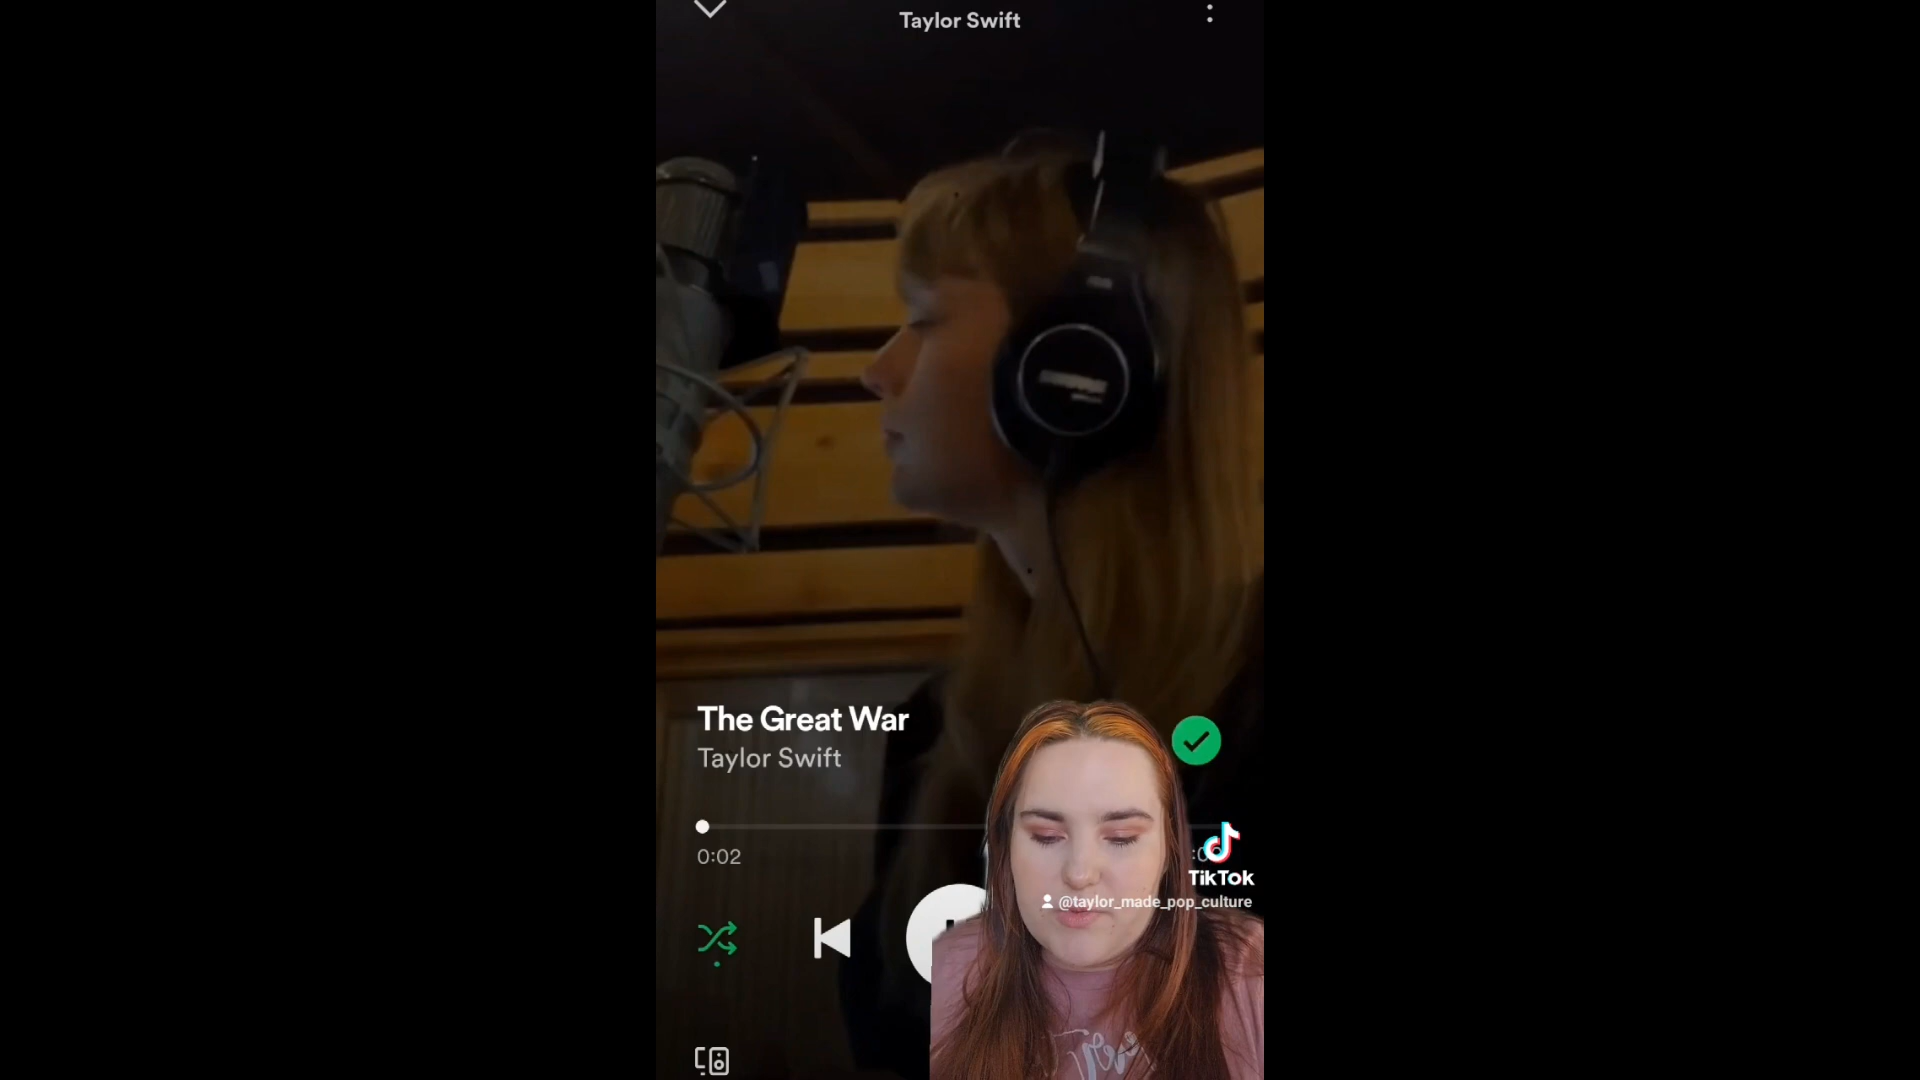 Taylor Swift
The Great War
Taylor Swift
0:02
TikTok
@taylor_made_pop_culture